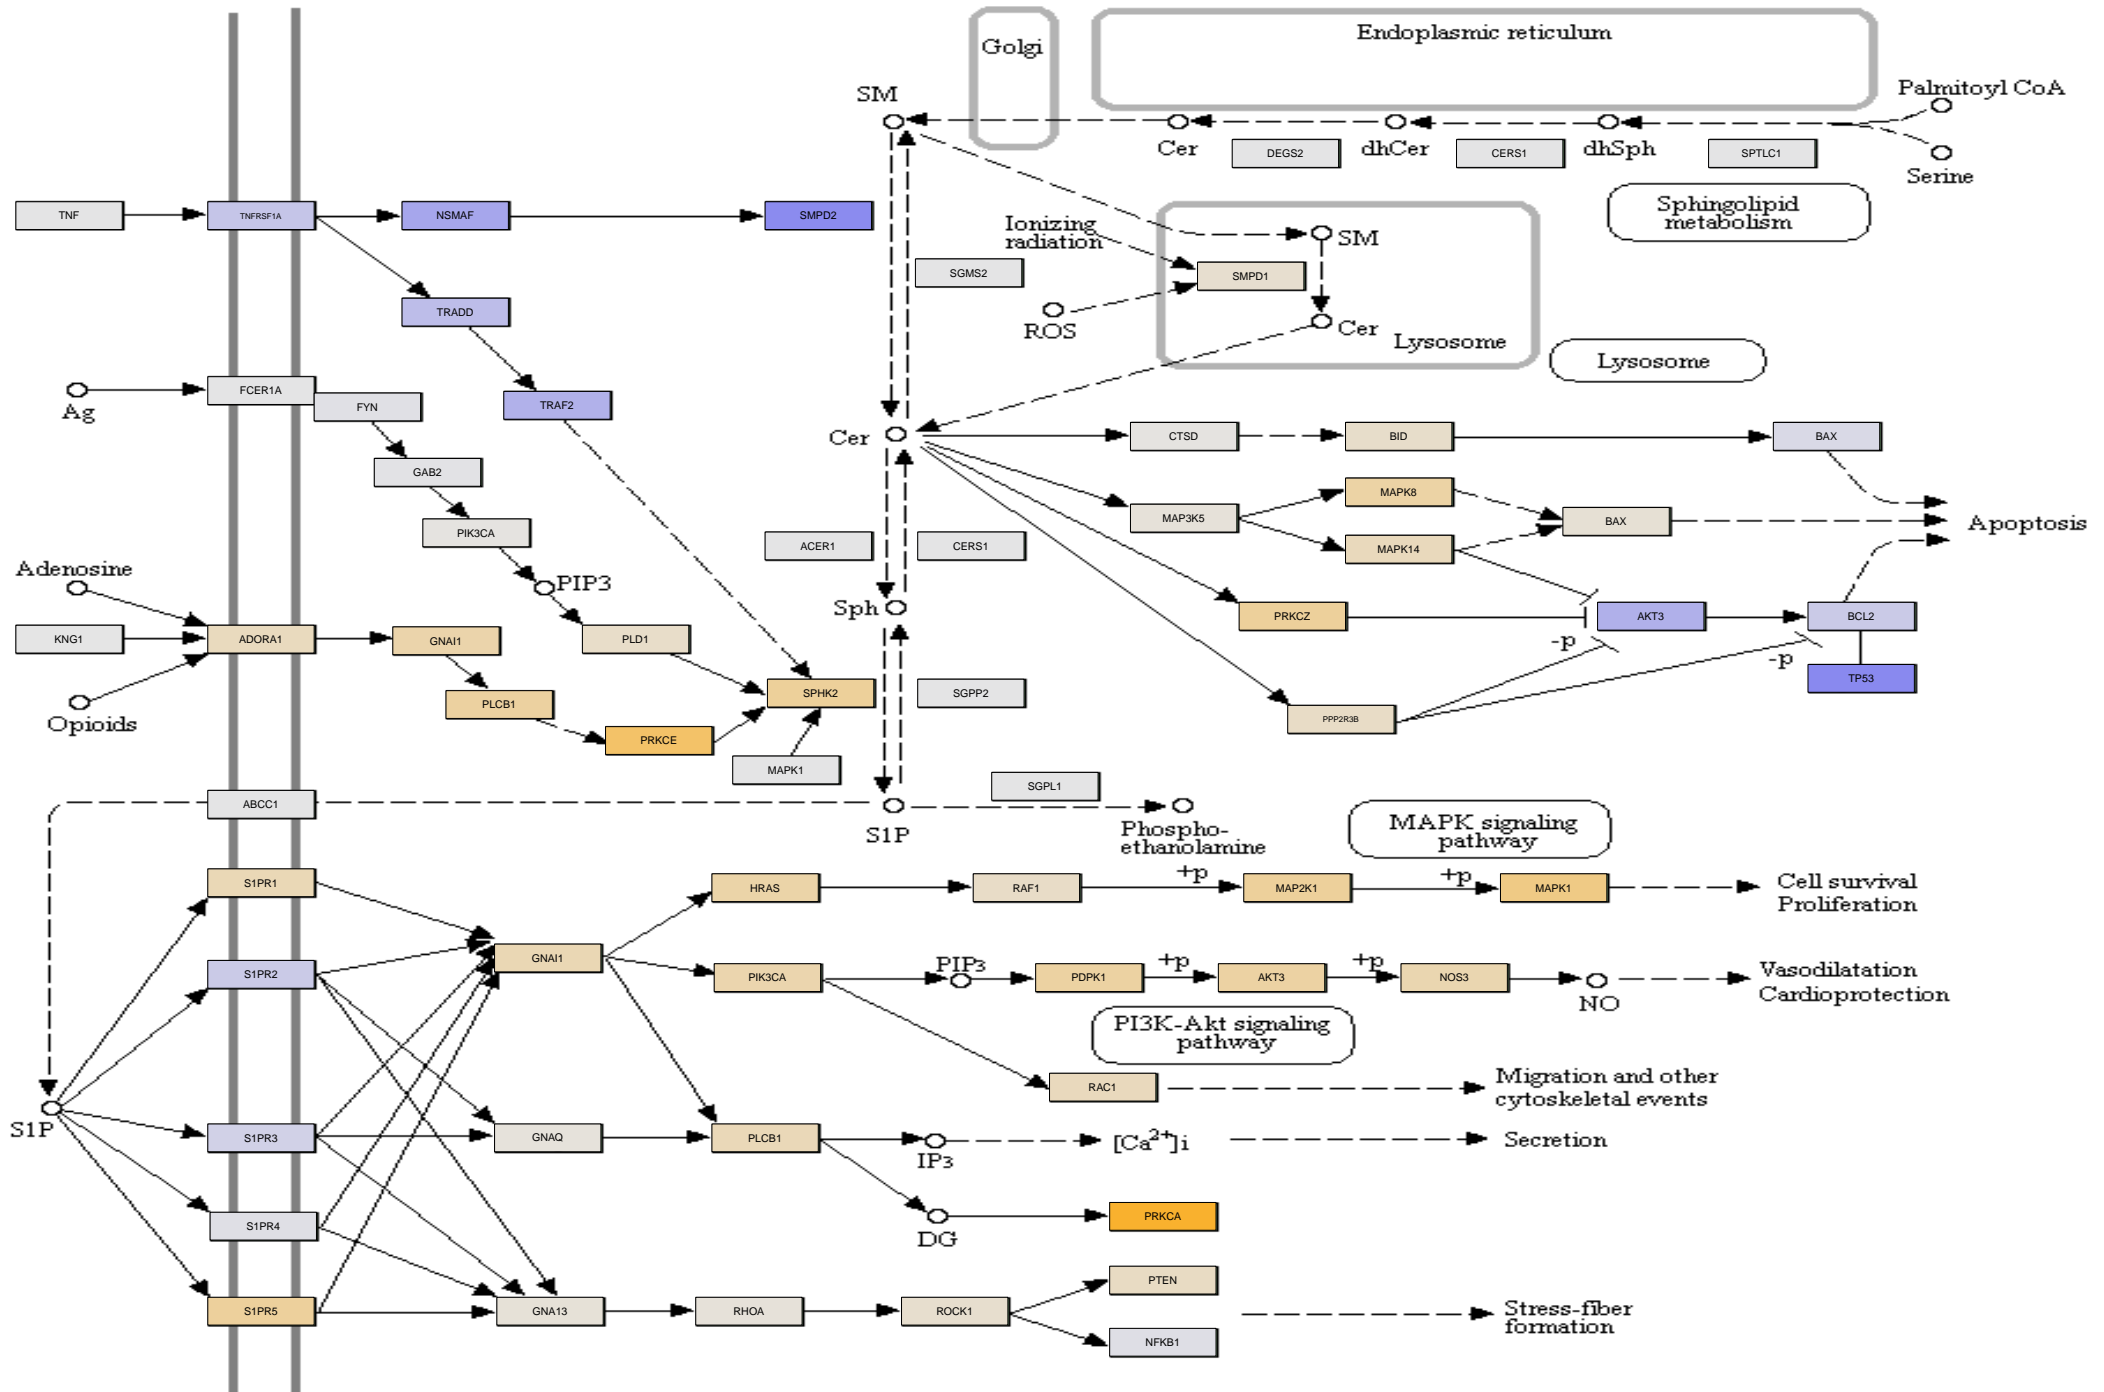 Golgi
Endoplasmic reticulum
SM
Palmitoyl CoA
Cer
DEGS2
dhCer
CERS1
dhSph
SPTLC1
Serine
TNF
TNFRSF1A
NSMAF
SMPD2
Sphingolipid
metabolism
Ionizing
radiation
SM
SGMS2
SMPD1
TRADD
ROS
Cer
Lysosome
Lysosome
FCER1A
Ag
FYN
TRAF2
Cer
CTSD
BID
BAX
GAB2
MAPK8
PIK3CA
MAP3K5
BAX
Apoptosis
ACER1
CERS1
MAPK14
Adenosine
PIP3
Sph
PRKCZ
AKT3
BCL2
KNG1
ADORA1
GNAI1
PLD1
-p
-p
TP53
Opioids
PLCB1
SPHK2
SGPP2
PPP2R3B
PRKCE
MAPK1
SGPL1
ABCC1
S1P
Phospho-
ethanolamine
MAPK signaling
pathway
S1PR1
HRAS
RAF1
+p
MAP2K1
+p
MAPK1
Cell survival
Proliferation
S1PR2
GNAI1
PIK3CA
PIP3
PDPK1
+p
AKT3
+p
NOS3
NO
Vasodilatation
Cardioprotection
PI3K-Akt signaling
pathway
RAC1
Migration and other
cytoskeletal events
S1P
S1PR3
GNAQ
PLCB1
IP3
[Ca2+]i
Secretion
S1PR4
DG
PRKCA
PTEN
S1PR5
GNA13
RHOA
ROCK1
NFKB1
Stress-fiber
formation